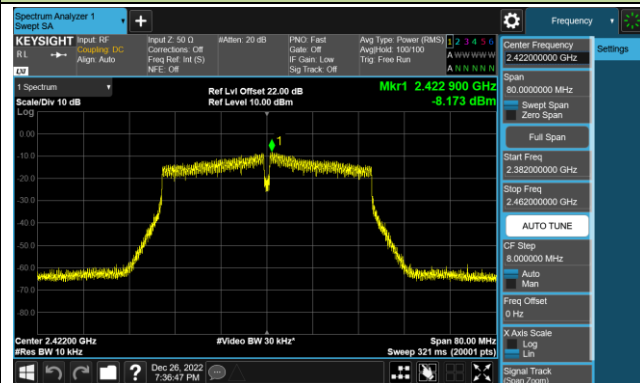 Spectrum Analyzer 1
Swept SA
Frequency
KEYSIGHT
RL
LXI
Input: RF
Coupling: DC
Align: Auto
Input Z: 50 Ω
Corrections: Off
Freq Ref: Int (S)
NFE: Off
#Atten: 20 dB
PNO: Fast
Gate: Off
IF Gain: Low
Sig Track: Off
Avg Type: Power (RMS)
Avg|Hold: 100/100
Trig: Free Run
1 2 3 4 5 6
A W W W W W
A N N N N N
Center Frequency
2.422000000 GHz
Settings
Span
80.0000000 MHz
Swept Span
Zero Span
Full Span
Start Freq
2.382000000 GHz
Stop Freq
2.462000000 GHz
AUTO TUNE
CF Step
8.000000 MHz
Auto
Man
Freq Offset
0 Hz
X Axis Scale
Log
Lin
Signal Track
(Span Zoom)
1 Spectrum
Scale/Div 10 dB
Ref Lvl Offset 22.00 dB
Ref Level 10.00 dBm
Mkr1 2.422 900 GHz
-8.173 dBm
Log
1
0.00
-10.0
-20.0
-30.0
-40.0
-50.0
-60.0
-70.0
-80.0
Center 2.42200 GHz
#Res BW 10 kHz
#Video BW 30 kHz*
Span 80.00 MHz
Sweep 321 ms (20001 pts)
Dec 26, 2022
7:36:47 PM